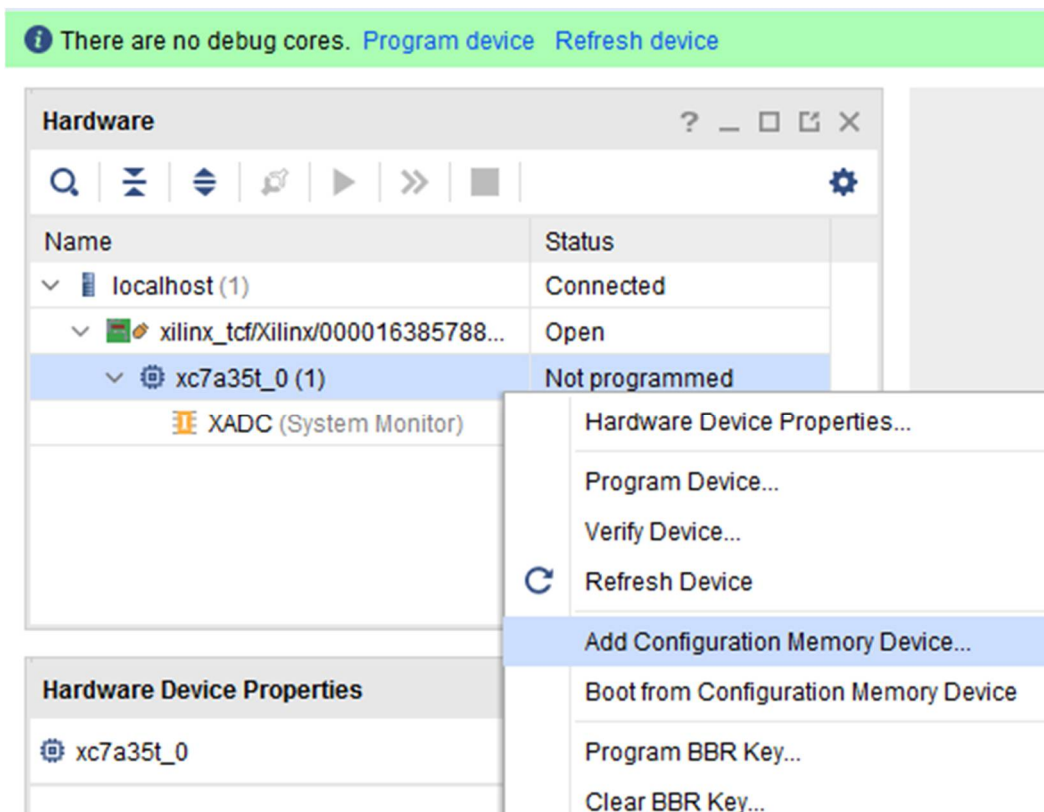 There are no debug cores. Program device Refresh device
Hardware
Name Status
localhost (1) Connected
xilinx_tcf/Xilinx/000016385788... Open
xc7a35t_0 (1) Not programmed
XADC (System Monitor)
Hardware Device Properties...
Program Device...
Verify Device...
Refresh Device
Add Configuration Memory Device...
Boot from Configuration Memory Device
Program BBR Key...
Clear BBR Key...
Hardware Device Properties
xc7a35t_0